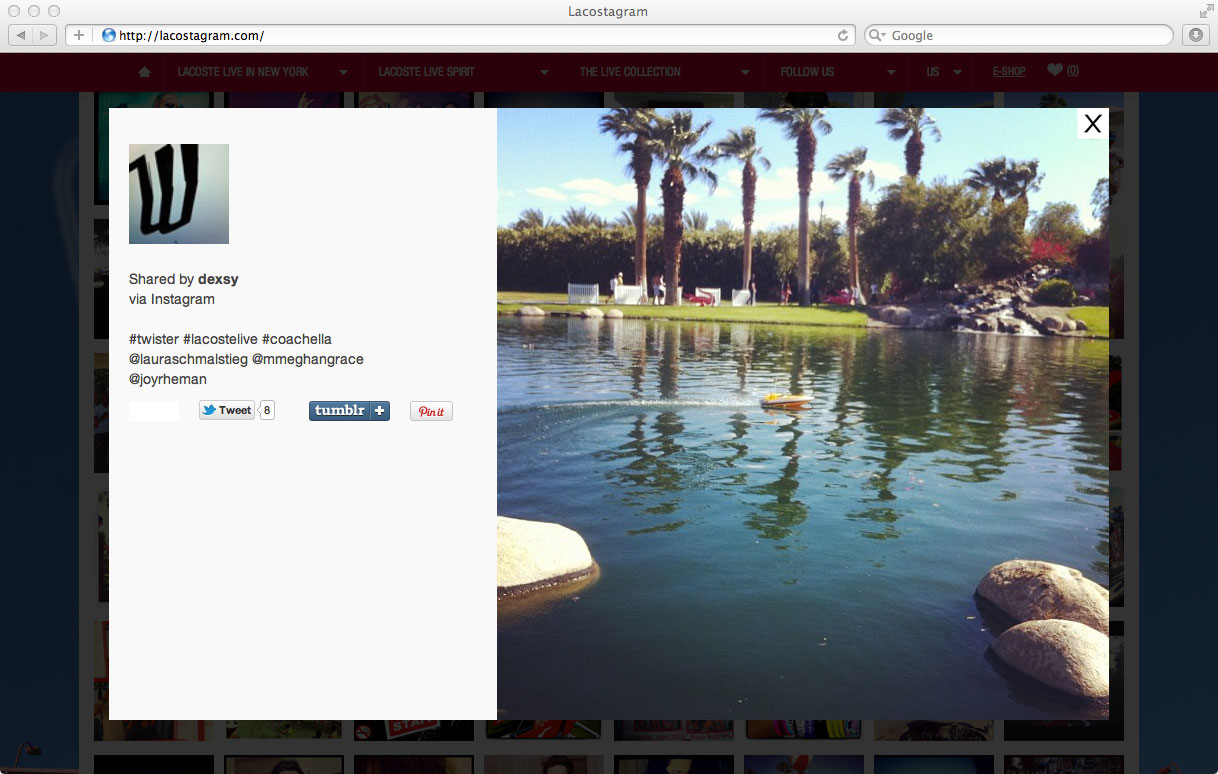 Lacostagram
http://lacostagram.com/
Google
LACOSTE LIVE IN NEW YORK
LACOSTE LIVE SPIRIT
THE LIVE COLLECTION
FOLLOW US
US
E-SHOP
(0)
X
Shared by dexsy
via Instagram
#twister #lacostelive #coachella
@lauraschmalstieg @mmeghangrace
@joyrheman
Tweet
8
tumblr +
Pin it
START